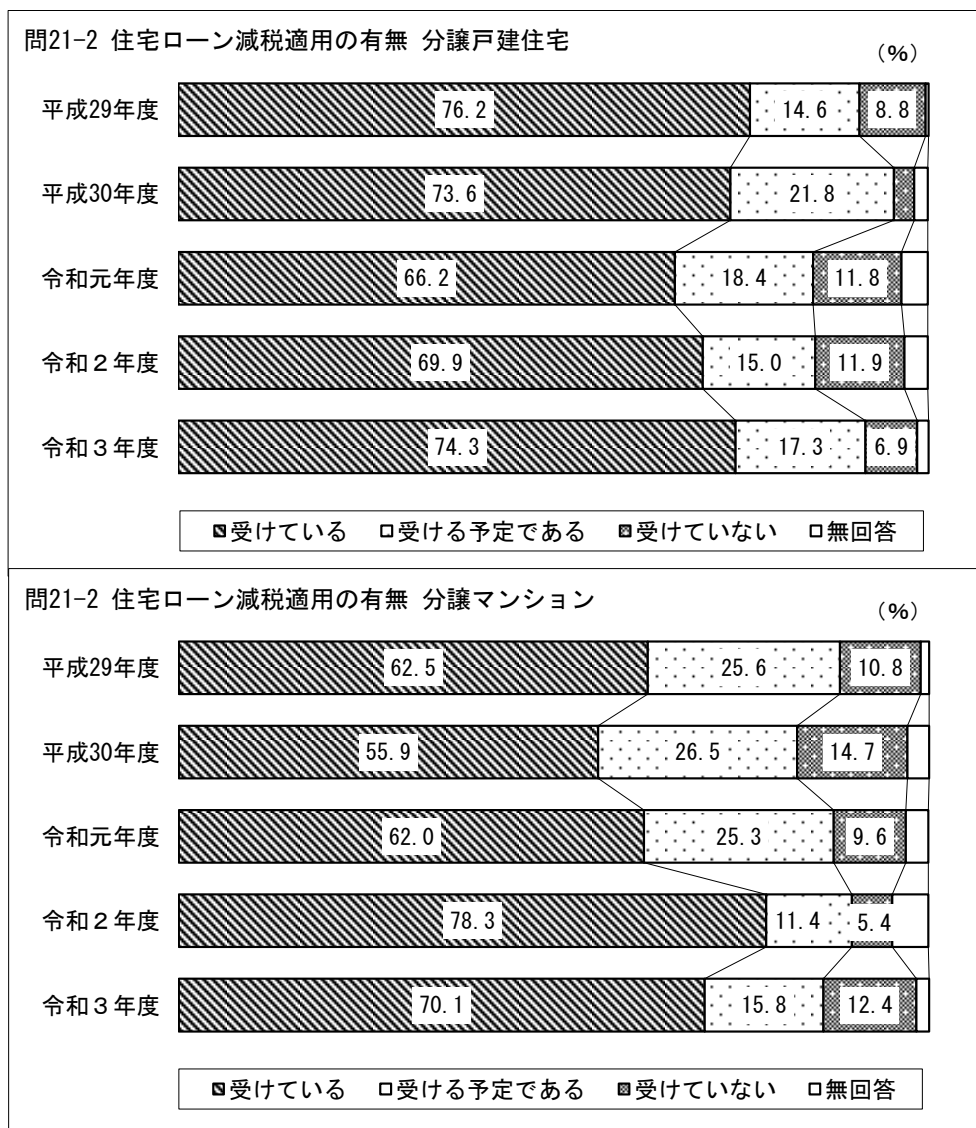 問21-2 住宅ローン減税適用の有無 分譲戸建住宅
(%)
平成29年度 76.2 14.6 8.8
平成30年度 73.6 21.8
令和元年度 66.2 18.4 11.8
令和２年度 69.9 15.0 11.9
令和３年度 74.3 17.3 6.9
受けている 受ける予定である 受けていない 無回答
問21-2 住宅ローン減税適用の有無 分譲マンション
(%)
平成29年度 62.5 25.6 10.8
平成30年度 55.9 26.5 14.7
令和元年度 62.0 25.3 9.6
令和２年度 78.3 11.4 5.4
令和３年度 70.1 15.8 12.4
受けている 受ける予定である 受けていない 無回答